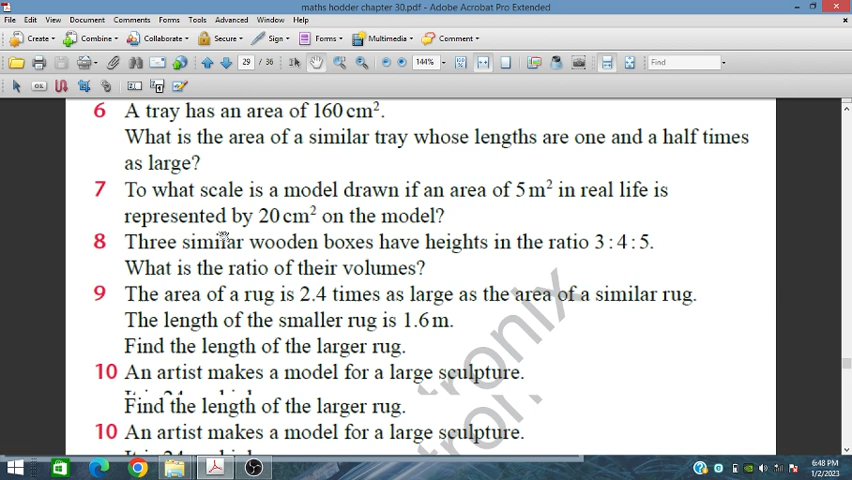 maths hodder chapter 30.pdf - Adobe Acrobat Pro Extended
File Edit View Document Comments Forms Tools Advanced Window Help
Create Combine Collaborate Secure Sign Forms Multimedia Comment
29 / 36 144% Find
6 A tray has an area of 160 cm².
What is the area of a similar tray whose lengths are one and a half times
as large?
7 To what scale is a model drawn if an area of 5 m² in real life is
represented by 20 cm² on the model?
8 Three similar wooden boxes have heights in the ratio 3 : 4 : 5.
What is the ratio of their volumes?
9 The area of a rug is 2.4 times as large as the area of a similar rug.
The length of the smaller rug is 1.6 m.
Find the length of the larger rug.
10 An artist makes a model for a large sculpture.
Find the length of the larger rug.
10 An artist makes a model for a large sculpture.
6:48 PM
1/2/2023